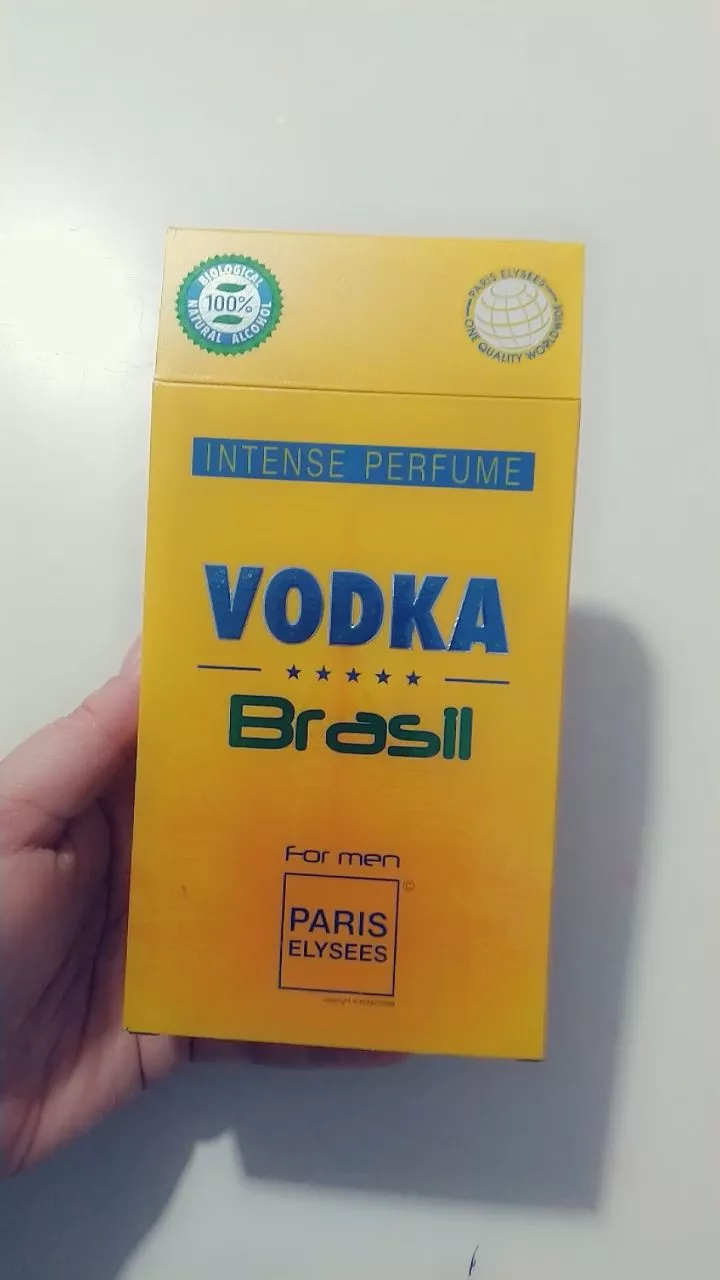 BIOLOGICAL
100%
NATURAL ALCOHOL
PARIS ELYSEES
ONE QUALITY WORLDWIDE
INTENSE PERFUME
VODKA
Brasil
For men
©
PARIS
ELYSEES